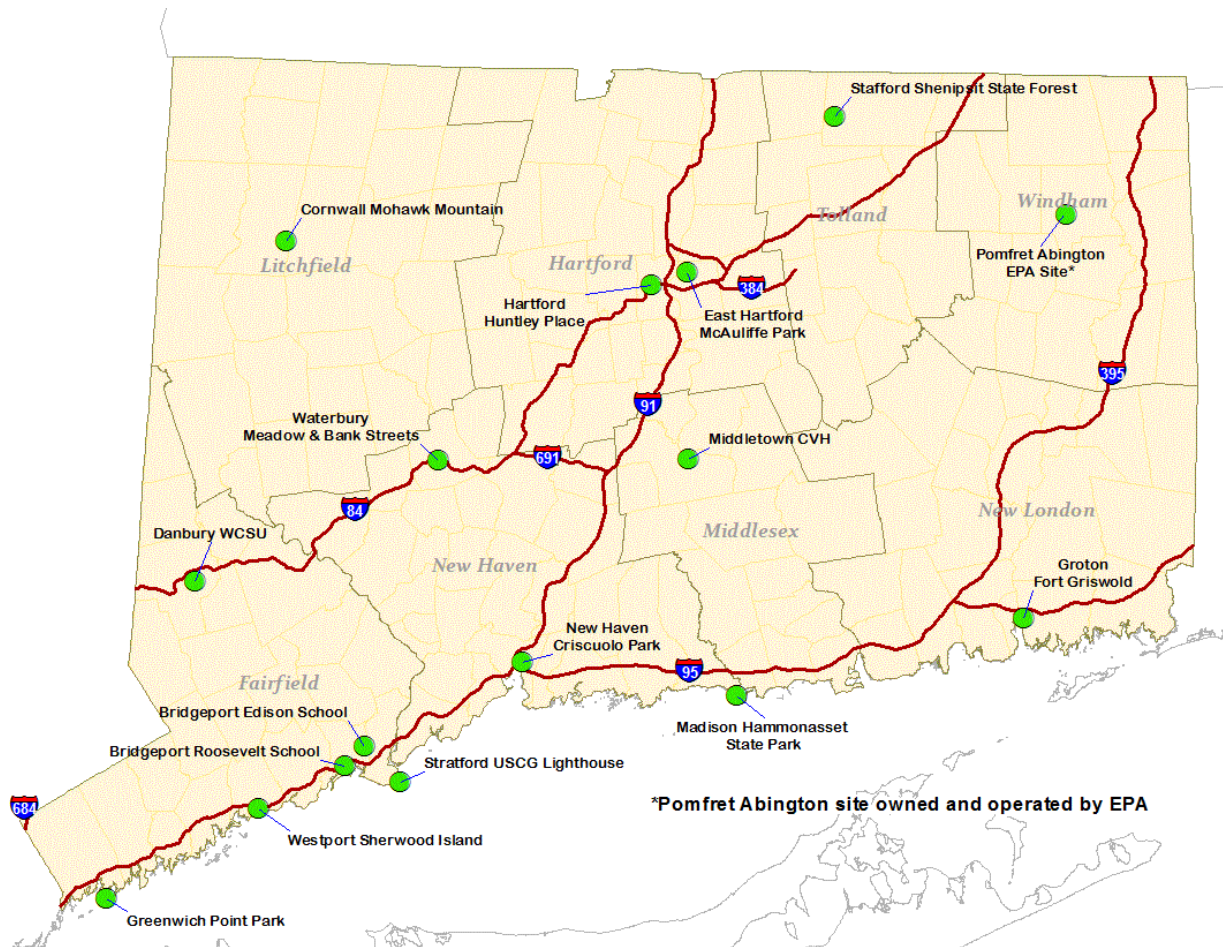 Stafford Shenipsit State Forest
Cornwall Mohawk Mountain
Windham
Tolland
Litchfield
Hartford
Pomfret Abington
EPA Site*
384
Hartford
Huntley Place
East Hartford
McAuliffe Park
395
91
Waterbury
Meadow & Bank Streets
Middletown CVH
691
84
New London
Danbury WCSU
Middlesex
New Haven
Groton
Fort Griswold
New Haven
Criscuolo Park
95
Fairfield
Bridgeport Edison School
Madison Hammonasset
State Park
Bridgeport Roosevelt School
Stratford USCG Lighthouse
684
*Pomfret Abington site owned and operated by EPA
Westport Sherwood Island
Greenwich Point Park